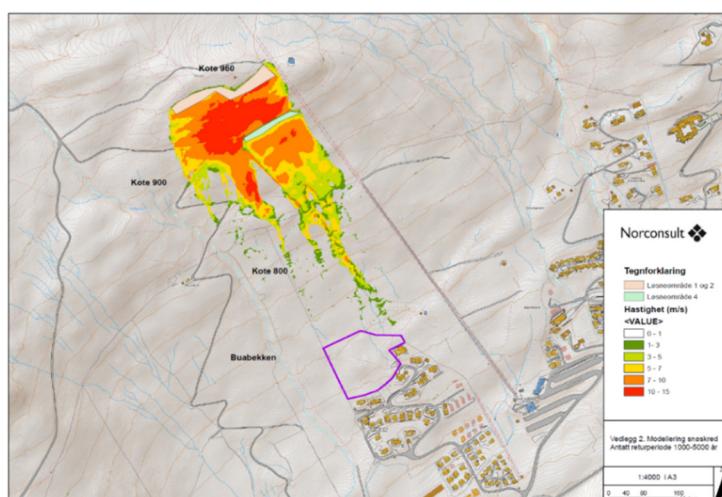 Kote 960
Kote 900
Kote 800
Buabekken
Norconsult
Tegnforklaring
Løsneområde 1 og 2
Løsneområde 4
Hastighet (m/s)
<VALUE>
0 - 1
1- 3
3 - 5
5 - 7
7 - 10
10 - 15
Vedlegg 2. Modellering snøskred
Antatt returperiode 1000-5000 år
1:4000 i A3
0 40 80 160